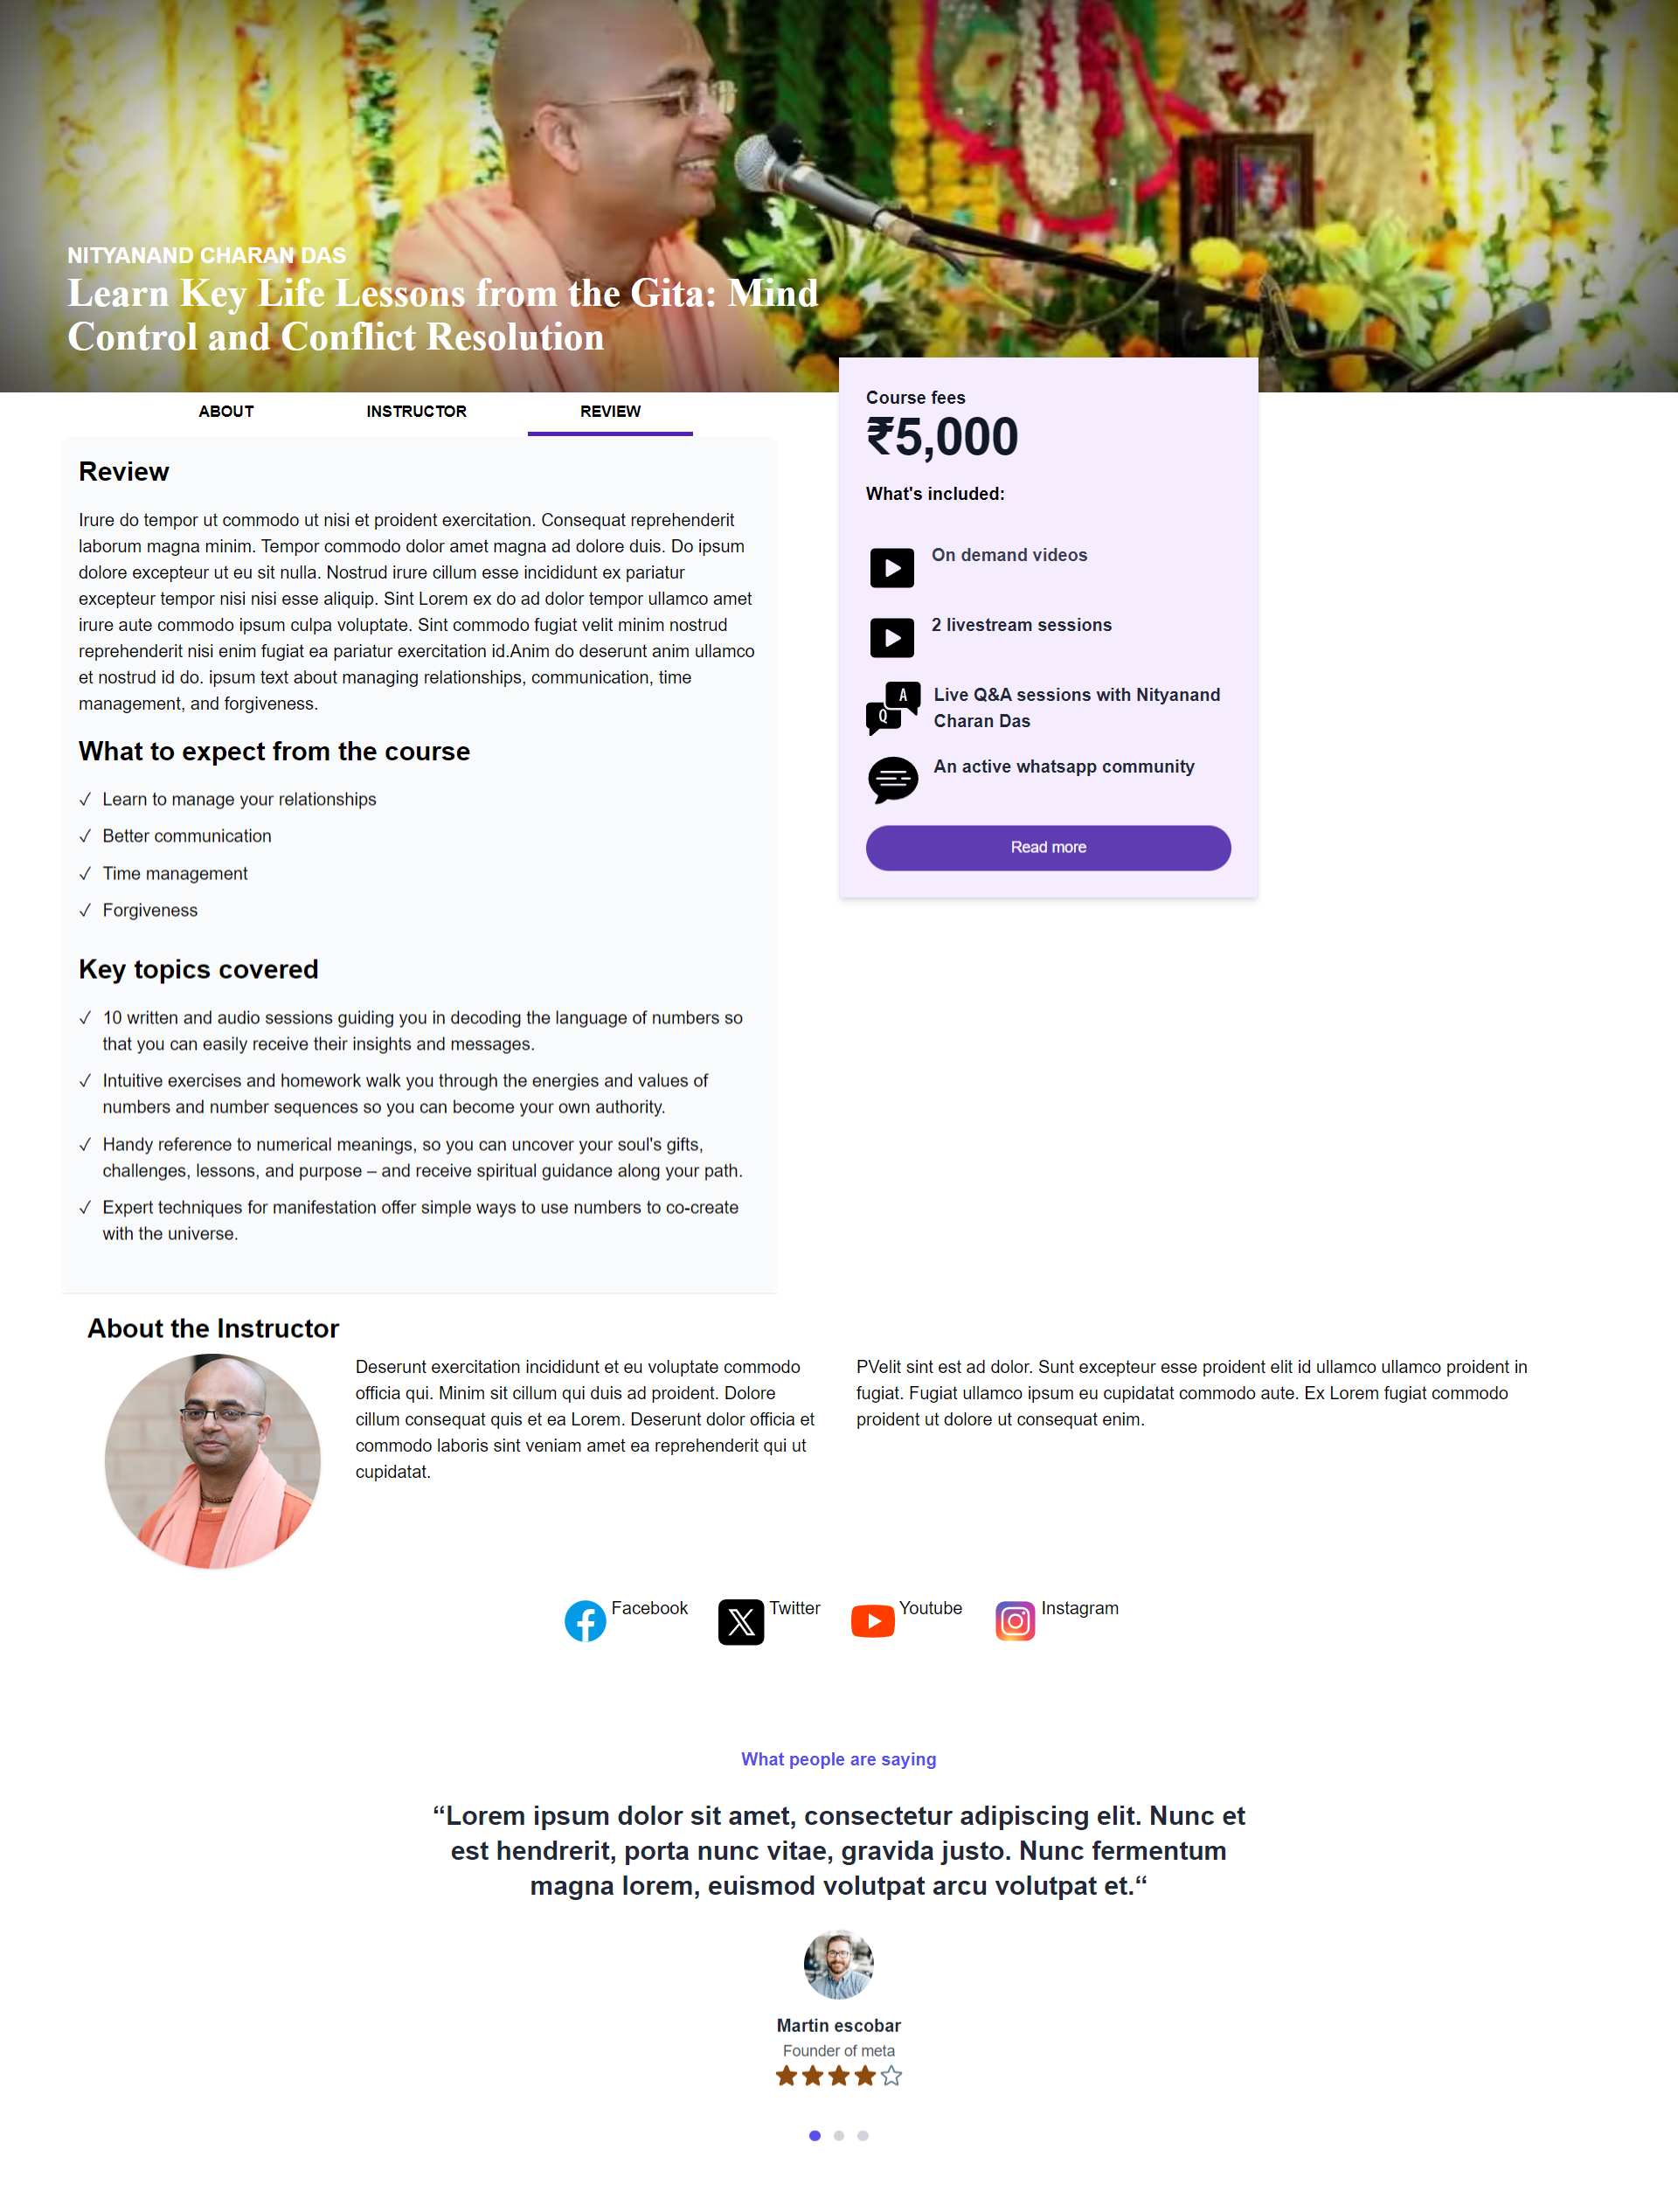 NITYANAND CHARAN DAS
Learn Key Life Lessons from the Gita: Mind
Control and Conflict Resolution
ABOUT
INSTRUCTOR
REVIEW
Review
Irure do tempor ut commodo ut nisi et proident exercitation. Consequat reprehenderit
laborum magna minim. Tempor commodo dolor amet magna ad dolore duis. Do ipsum
dolore excepteur ut eu sit nulla. Nostrud irure cillum esse incididunt ex pariatur
excepteur tempor nisi nisi esse aliquip. Sint Lorem ex do ad dolor tempor ullamco amet
irure aute commodo ipsum culpa voluptate. Sint commodo fugiat velit minim nostrud
reprehenderit nisi enim fugiat ea pariatur exercitation id.Anim do deserunt anim ullamco
et nostrud id do. ipsum text about managing relationships, communication, time
management, and forgiveness.
What to expect from the course
✓ Learn to manage your relationships
✓ Better communication
✓ Time management
✓ Forgiveness
Key topics covered
✓ 10 written and audio sessions guiding you in decoding the language of numbers so
that you can easily receive their insights and messages.
✓ Intuitive exercises and homework walk you through the energies and values of
numbers and number sequences so you can become your own authority.
✓ Handy reference to numerical meanings, so you can uncover your soul's gifts,
challenges, lessons, and purpose – and receive spiritual guidance along your path.
✓ Expert techniques for manifestation offer simple ways to use numbers to co-create
with the universe.
Course fees
₹5,000
What's included:
On demand videos
2 livestream sessions
A
Q
Live Q&A sessions with Nityanand
Charan Das
An active whatsapp community
Read more
About the Instructor
Deserunt exercitation incididunt et eu voluptate commodo
officia qui. Minim sit cillum qui duis ad proident. Dolore
cillum consequat quis et ea Lorem. Deserunt dolor officia et
commodo laboris sint veniam amet ea reprehenderit qui ut
cupidatat.
PVelit sint est ad dolor. Sunt excepteur esse proident elit id ullamco ullamco proident in
fugiat. Fugiat ullamco ipsum eu cupidatat commodo aute. Ex Lorem fugiat commodo
proident ut dolore ut consequat enim.
Facebook
Twitter
Youtube
Instagram
What people are saying
“Lorem ipsum dolor sit amet, consectetur adipiscing elit. Nunc et
est hendrerit, porta nunc vitae, gravida justo. Nunc fermentum
magna lorem, euismod volutpat arcu volutpat et.“
Martin escobar
Founder of meta